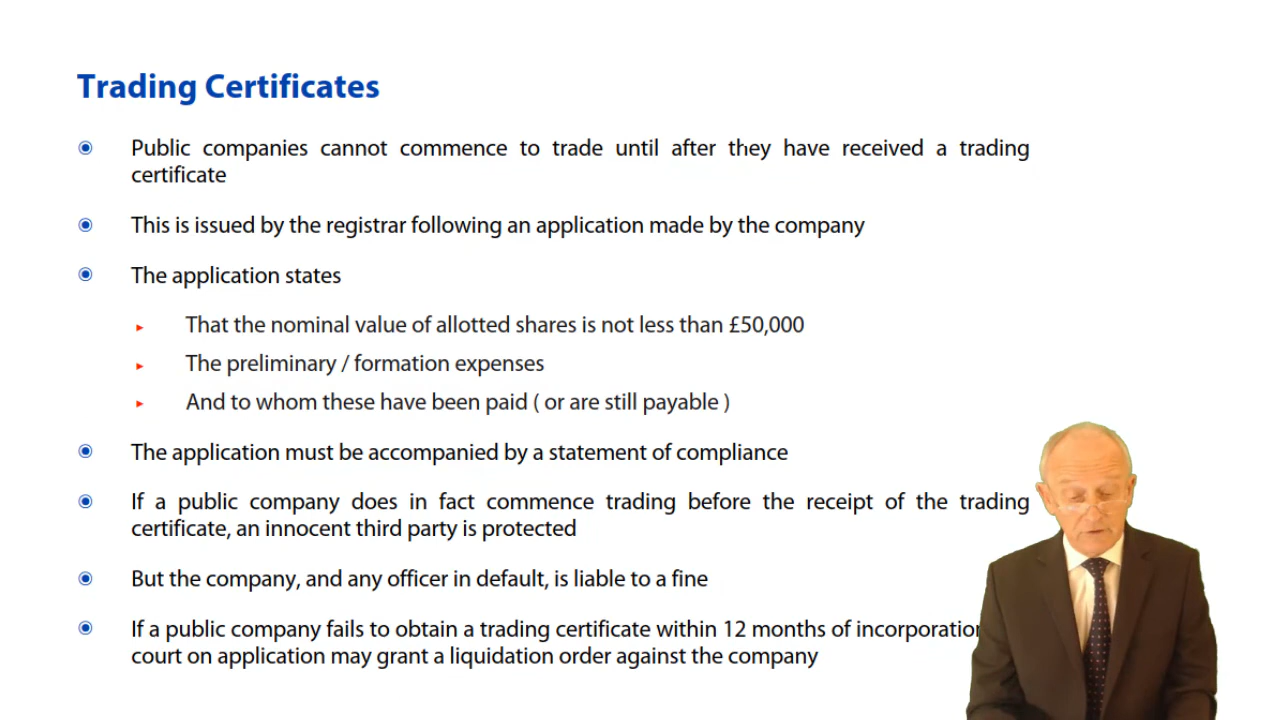 Trading Certificates
Public companies cannot commence to trade until after they have received a trading
certificate
This is issued by the registrar following an application made by the company
The application states
That the nominal value of allotted shares is not less than £50,000
The preliminary / formation expenses
And to whom these have been paid ( or are still payable )
The application must be accompanied by a statement of compliance
If a public company does in fact commence trading before the receipt of the trading
certificate, an innocent third party is protected
But the company, and any officer in default, is liable to a fine
If a public company fails to obtain a trading certificate within 12 months of incorporation
court on application may grant a liquidation order against the company